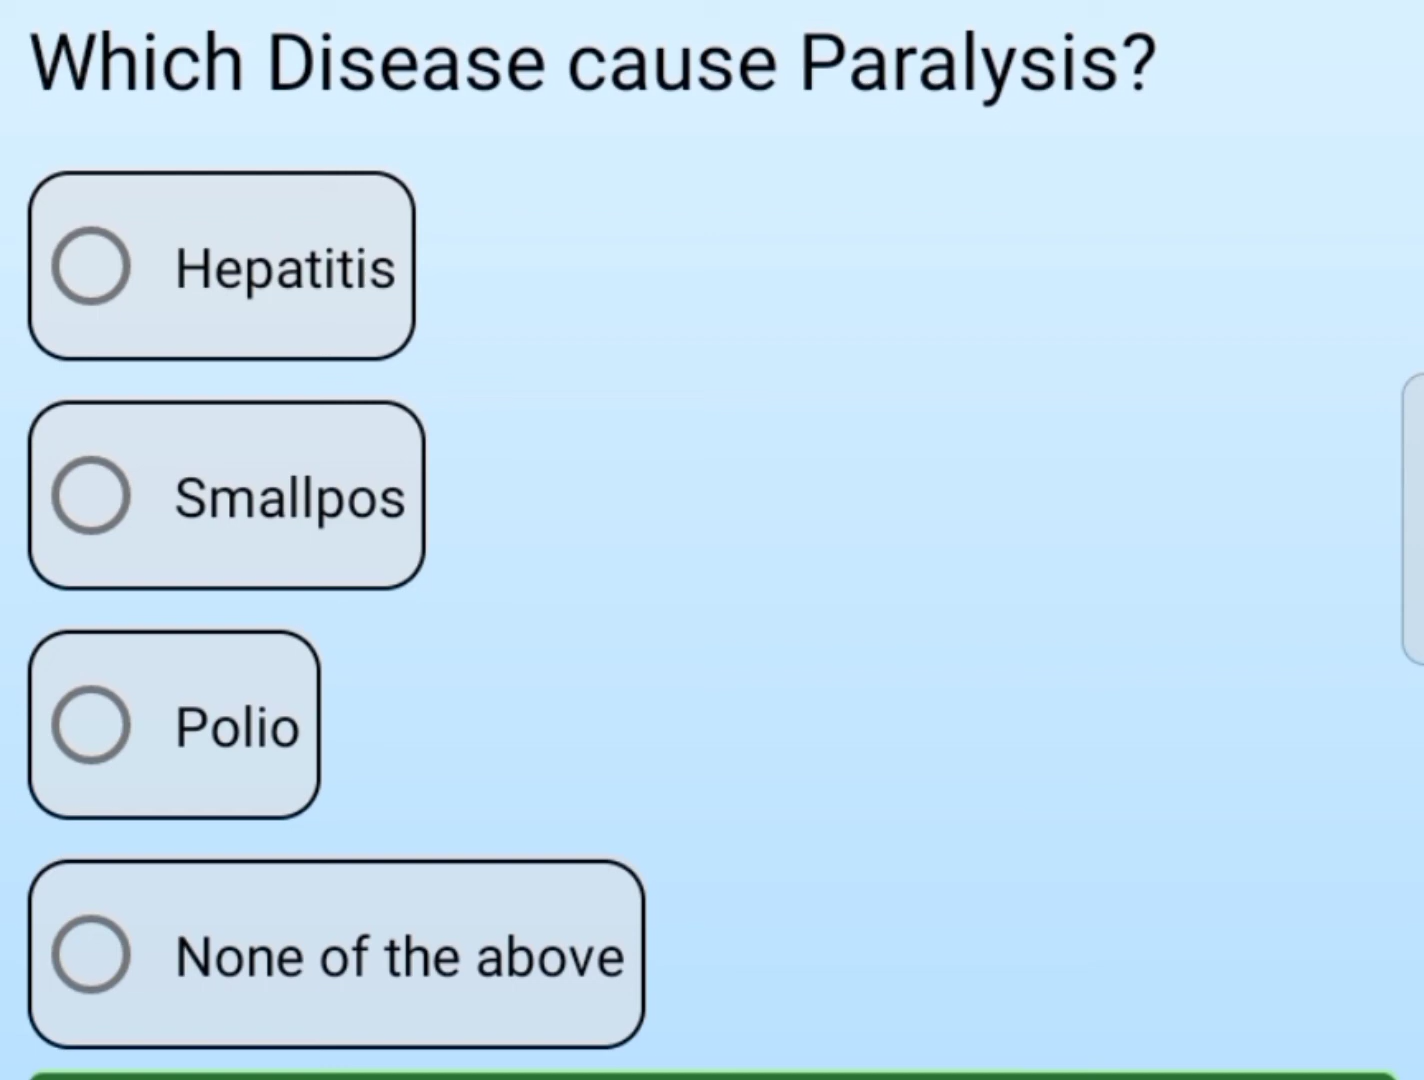 Which Disease cause Paralysis?
Hepatitis
Smallpos
Polio
None of the above